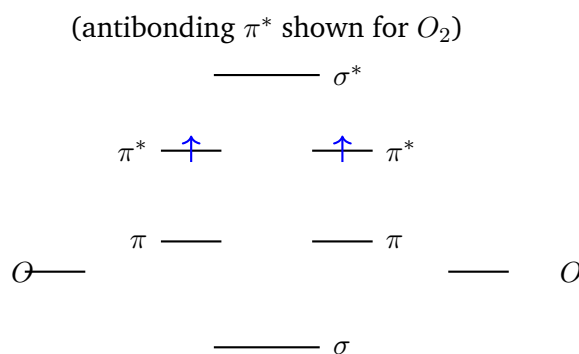 (antibonding π* shown for O₂)
σ*
π* π*
π π
O O
σ